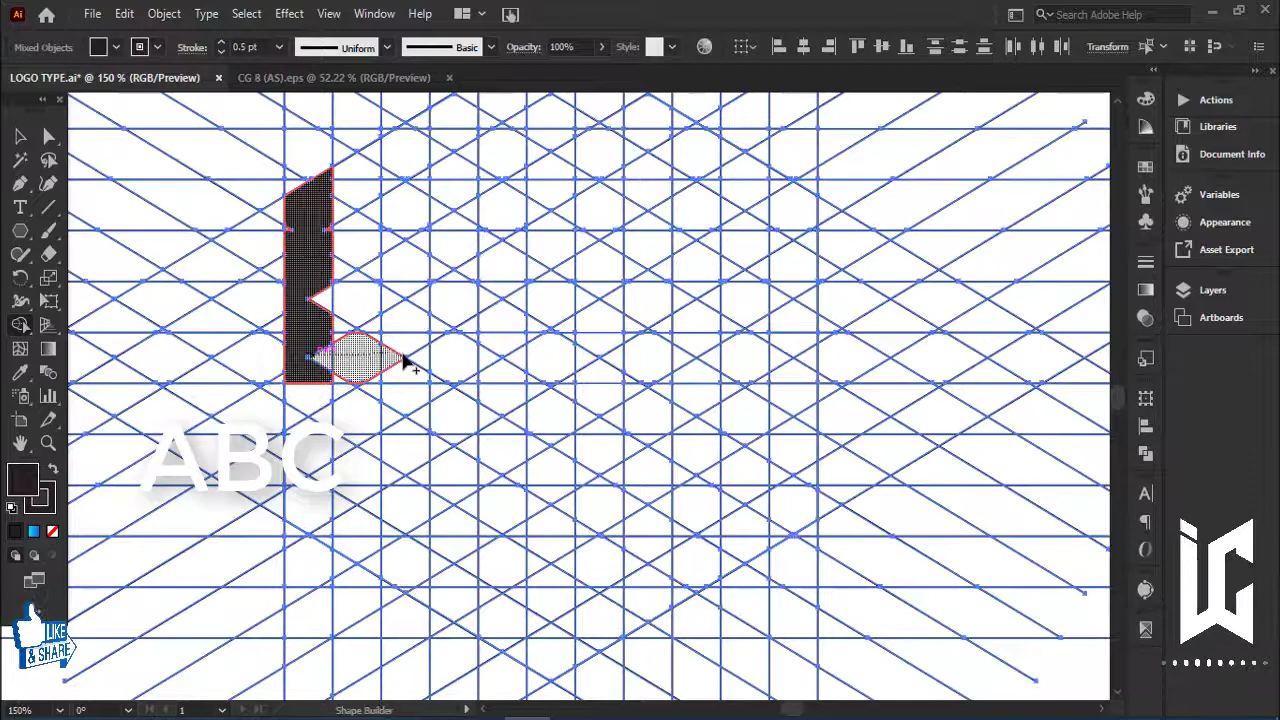 Ai File Edit Object Type Select Effect View Window Help Search Adobe Help
Mixed Objects Stroke: 0.5 pt Uniform Basic Opacity: 100% Style: Transform
LOGO TYPE.ai* @ 150 % (RGB/Preview) × CG 8 (AS).eps @ 52.22 % (RGB/Preview) ×
Actions
Libraries
Document Info
Variables
Appearance
Asset Export
Layers
Artboards
ABC
LIKE
& SHARE
150% 0° 1 Shape Builder